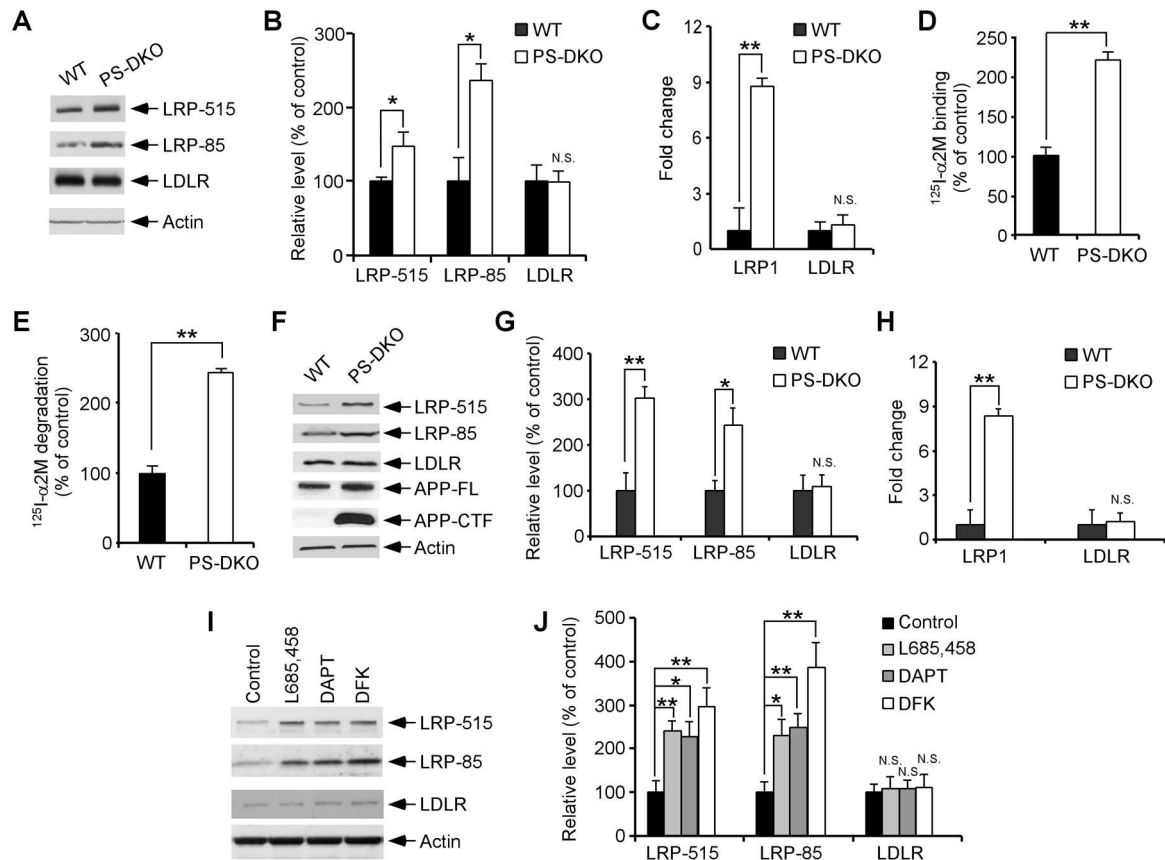 A
WT
PS-DKO
LRP-515
LRP-85
LDLR
Actin
B
Relative level (% of control)
300
200
100
0
*
*
N.S.
WT
PS-DKO
LRP-515
LRP-85
LDLR
C
Fold change
12
9
6
3
0
**
N.S.
WT
PS-DKO
LRP1
LDLR
D
125I-α2M binding
(% of control)
250
200
150
100
50
0
**
WT
PS-DKO
E
125I-α2M degradation
(% of control)
300
200
100
0
**
WT
PS-DKO
F
WT
PS-DKO
LRP-515
LRP-85
LDLR
APP-FL
APP-CTF
Actin
G
Relative level (% of control)
400
300
200
100
0
**
*
N.S.
WT
PS-DKO
LRP-515
LRP-85
LDLR
H
Fold change
12
9
6
3
0
**
N.S.
WT
PS-DKO
LRP1
LDLR
I
Control
L685,458
DAPT
DFK
LRP-515
LRP-85
LDLR
Actin
J
Relative level (% of control)
500
400
300
200
100
0
**
*
**
**
**
*
N.S.
N.S.
N.S.
Control
L685,458
DAPT
DFK
LRP-515
LRP-85
LDLR